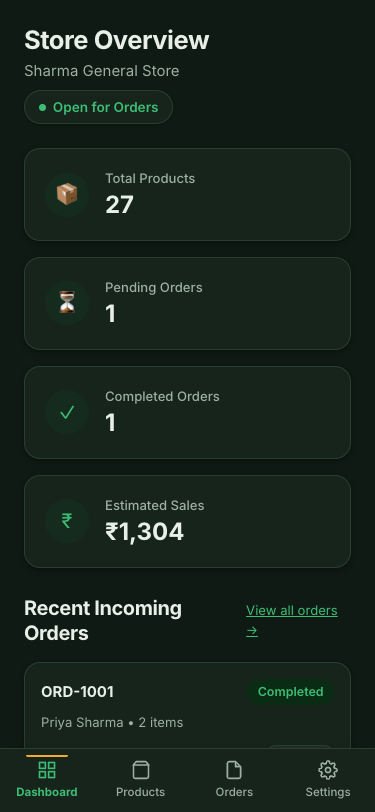 Store Overview
Sharma General Store
Open for Orders
Total Products
27
Pending Orders
1
Completed Orders
1
₹
Estimated Sales
₹1,304
Recent Incoming
Orders
View all orders
→
ORD-1001
Completed
Priya Sharma • 2 items
Dashboard
Products
Orders
Settings